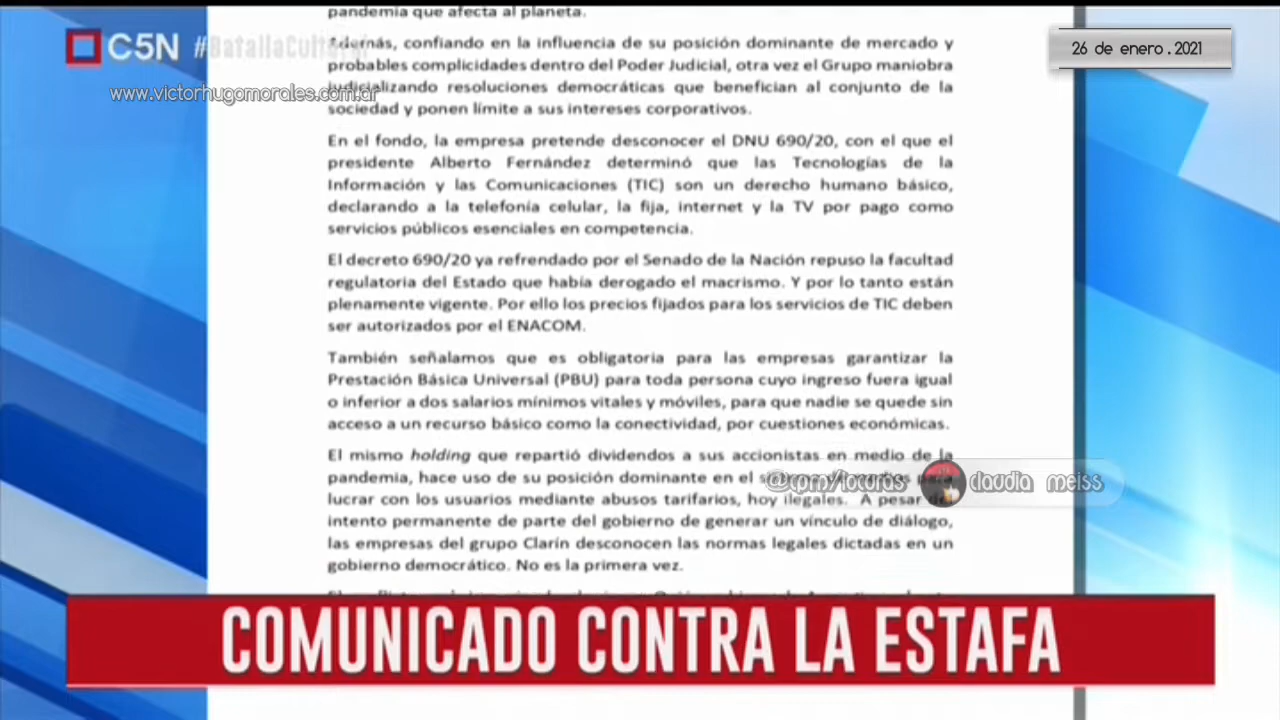 pandemia que afecta al planeta.
C5N #BatallaCultural
26 de enero.2021
Además, confiando en la influencia de su posición dominante de mercado y
probables complicidades dentro del Poder Judicial, otra vez el Grupo maniobra
www.victorhugomorales.com.ar
judicializando resoluciones democráticas que benefician al conjunto de la
sociedad y ponen límite a sus intereses corporativos.
En el fondo, la empresa pretende desconocer el DNU 690/20, con el que el
presidente Alberto Fernández determinó que las Tecnologías de la
Información y las Comunicaciones (TIC) son un derecho humano básico,
declarando a la telefonía celular, la fija, internet y la TV por pago como
servicios públicos esenciales en competencia.
El decreto 690/20 ya refrendado por el Senado de la Nación repuso la facultad
regulatoria del Estado que había derogado el macrismo. Y por lo tanto están
plenamente vigente. Por ello los precios fijados para los servicios de TIC deben
ser autorizados por el ENACOM.
También señalamos que es obligatoria para las empresas garantizar la
Prestación Básica Universal (PBU) para toda persona cuyo ingreso fuera igual
o inferior a dos salarios mínimos vitales y móviles, para que nadie se quede sin
acceso a un recurso básico como la conectividad, por cuestiones económicas.
El mismo holding que repartió dividendos a sus accionistas en medio de la
pandemia, hace uso de su posición dominante en el
claudia meiss
lucrar con los usuarios mediante abusos tarifarios, hoy ilegales. A pesar
intento permanente de parte del gobierno de generar un vínculo de diálogo,
las empresas del grupo Clarín desconocen las normas legales dictadas en un
gobierno democrático. No es la primera vez.
COMUNICADO CONTRA LA ESTAFA